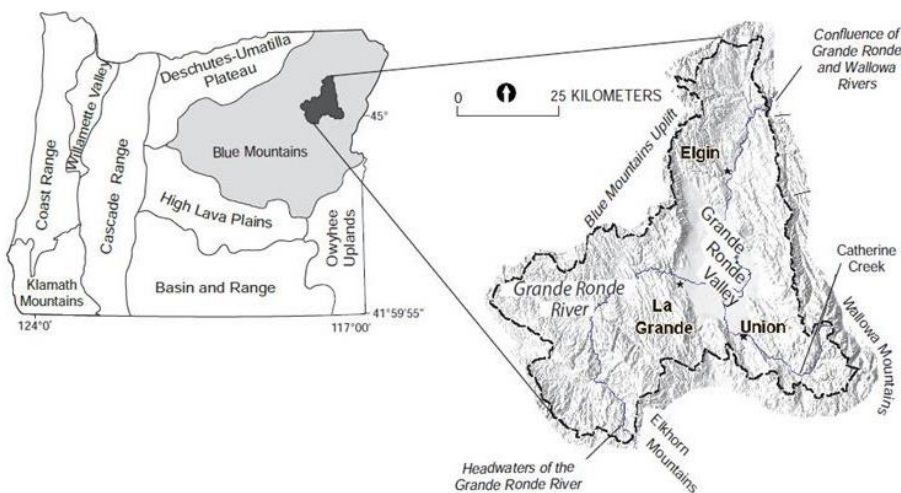 Deschutes-Umatilla
Plateau
Willamette Valley
Coast Range
Cascade Range
Blue Mountains
45°
High Lava Plains
Owyhee
Uplands
Klamath
Mountains
Basin and Range
124°0'
117°00'
41°59'55"
0
25 KILOMETERS
Confluence of
Grande Ronde
and Wallowa
Rivers
Blue Mountains Uplift
Elgin
Grande
Ronde
Valley
Catherine
Creek
Grande Ronde
River
La
Grande
Union
Wallowa Mountains
Elkhorn
Mountains
Headwaters of the
Grande Ronde River